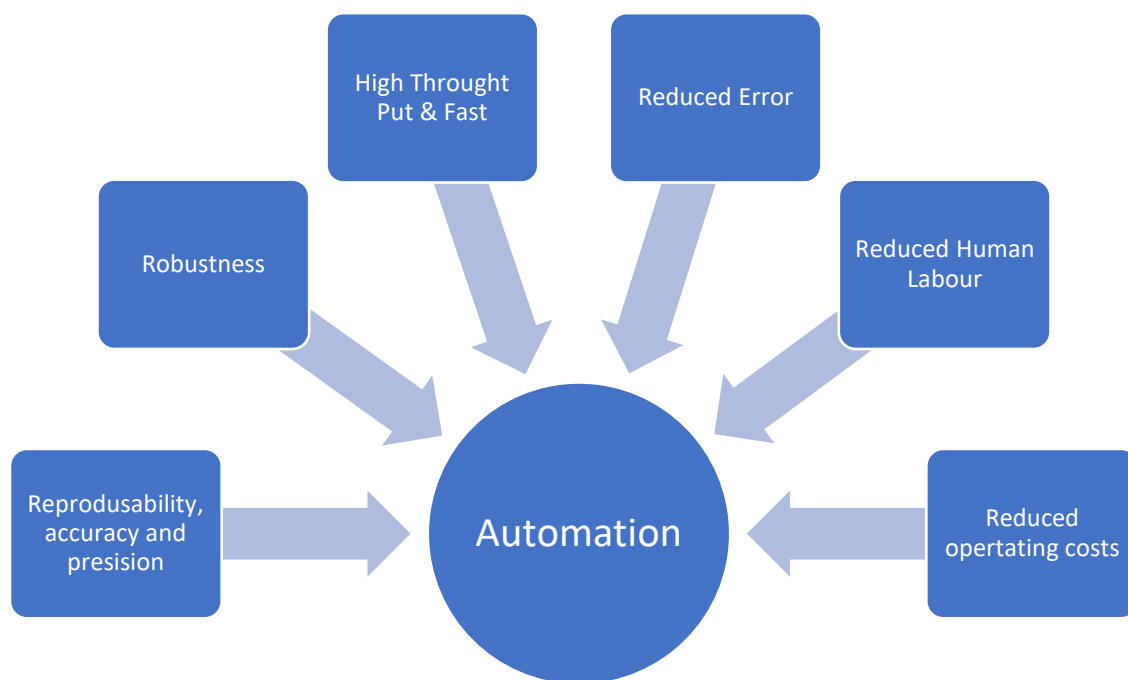 High Throught
Put & Fast
Reduced Error
Robustness
Reduced Human
Labour
Reprodusability,
accuracy and
presision
Automation
Reduced
opertating costs